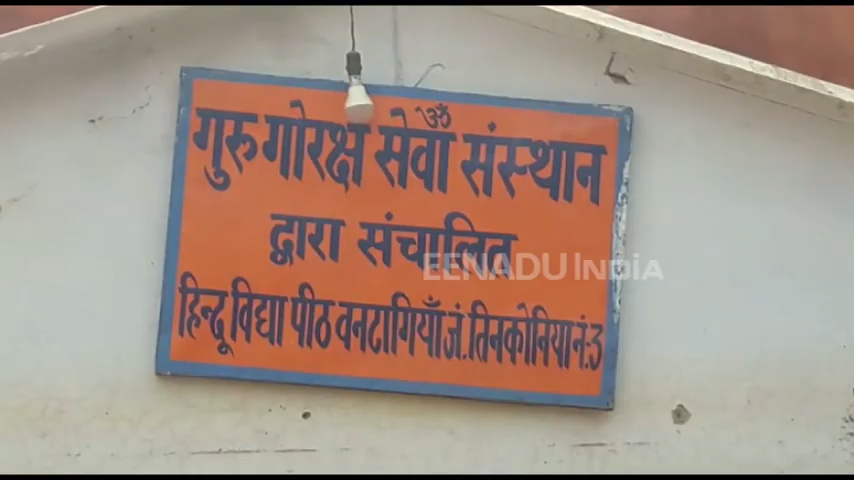 ॐ
गुरु गोरक्ष सेवा संस्थान
द्वारा संचालित
हिन्दू विद्या पीठ वनटागियाँ जं. तिनकोनिया नं:3
EENADU India